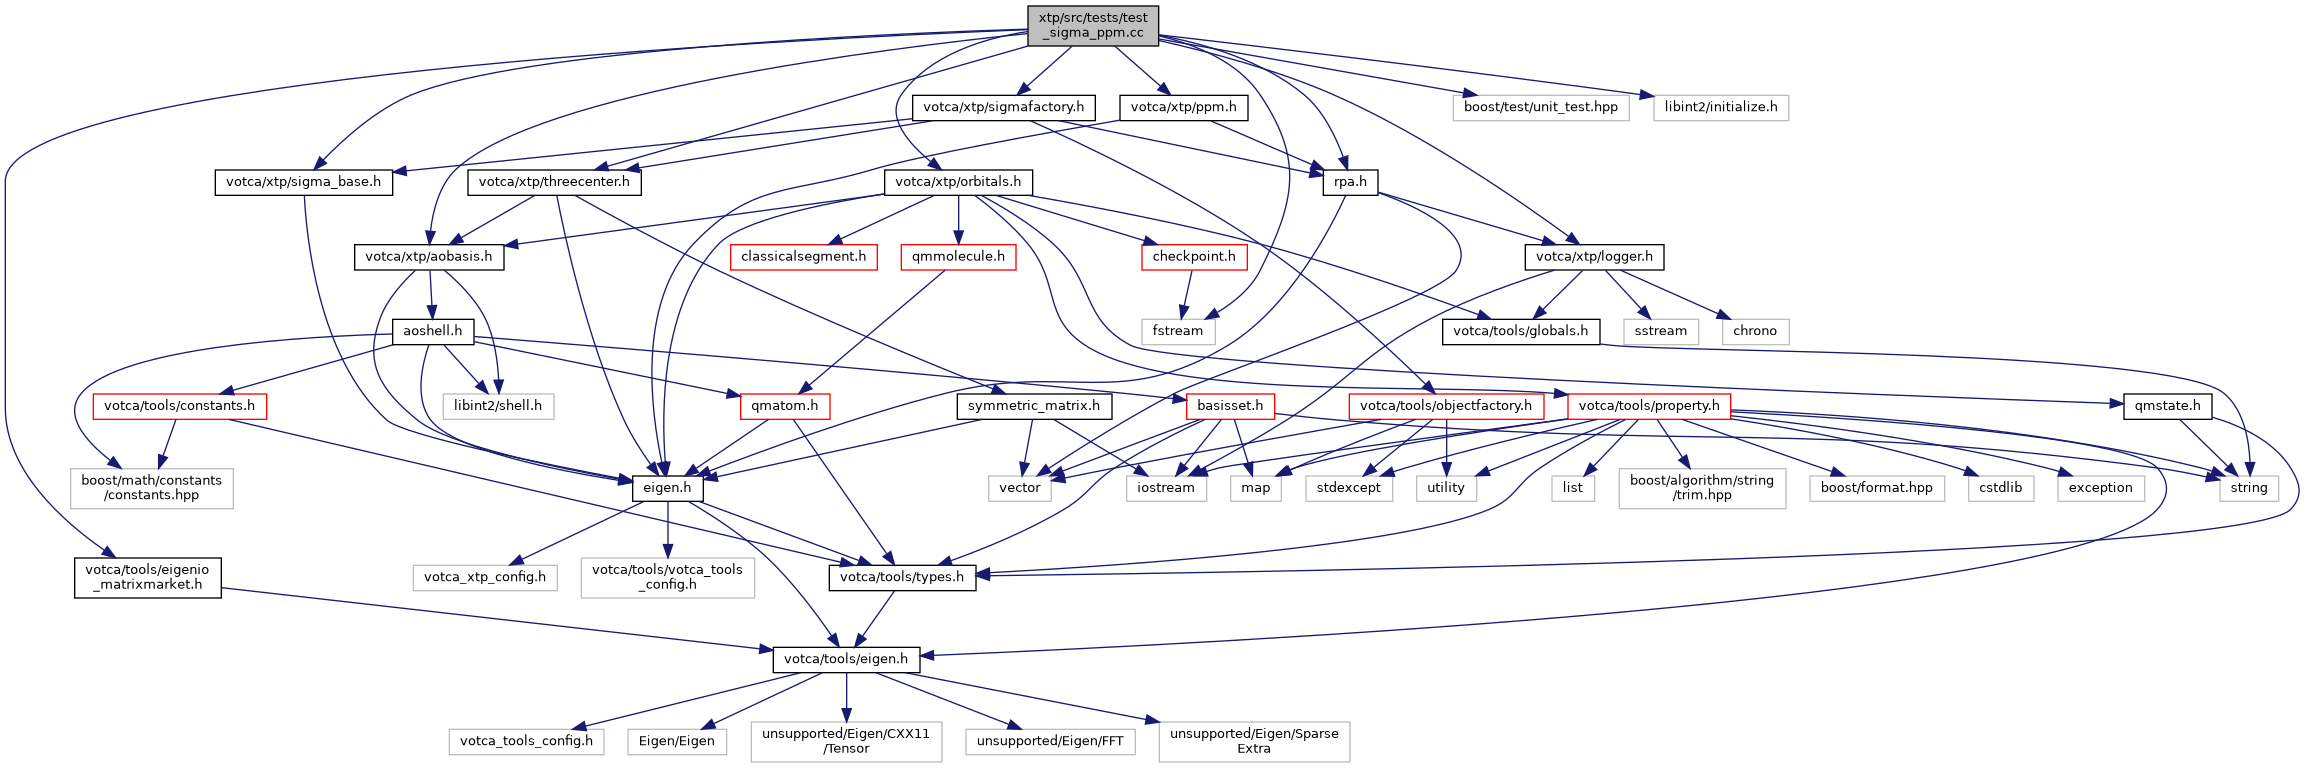 xtp/src/tests/test
_sigma_ppm.cc
votca/xtp/sigmafactory.h
votca/xtp/ppm.h
boost/test/unit_test.hpp
libint2/initialize.h
votca/xtp/sigma_base.h
votca/xtp/threecenter.h
votca/xtp/orbitals.h
rpa.h
votca/xtp/aobasis.h
classicalsegment.h
qmmolecule.h
checkpoint.h
votca/xtp/logger.h
aoshell.h
fstream
votca/tools/globals.h
sstream
chrono
votca/tools/constants.h
libint2/shell.h
qmatom.h
symmetric_matrix.h
basisset.h
votca/tools/objectfactory.h
votca/tools/property.h
qmstate.h
boost/math/constants
/constants.hpp
eigen.h
vector
iostream
map
stdexcept
utility
list
boost/algorithm/string
/trim.hpp
boost/format.hpp
cstdlib
exception
string
votca/tools/eigenio
_matrixmarket.h
votca_xtp_config.h
votca/tools/votca_tools
_config.h
votca/tools/types.h
votca/tools/eigen.h
votca_tools_config.h
Eigen/Eigen
unsupported/Eigen/CXX11
/Tensor
unsupported/Eigen/FFT
unsupported/Eigen/Sparse
Extra